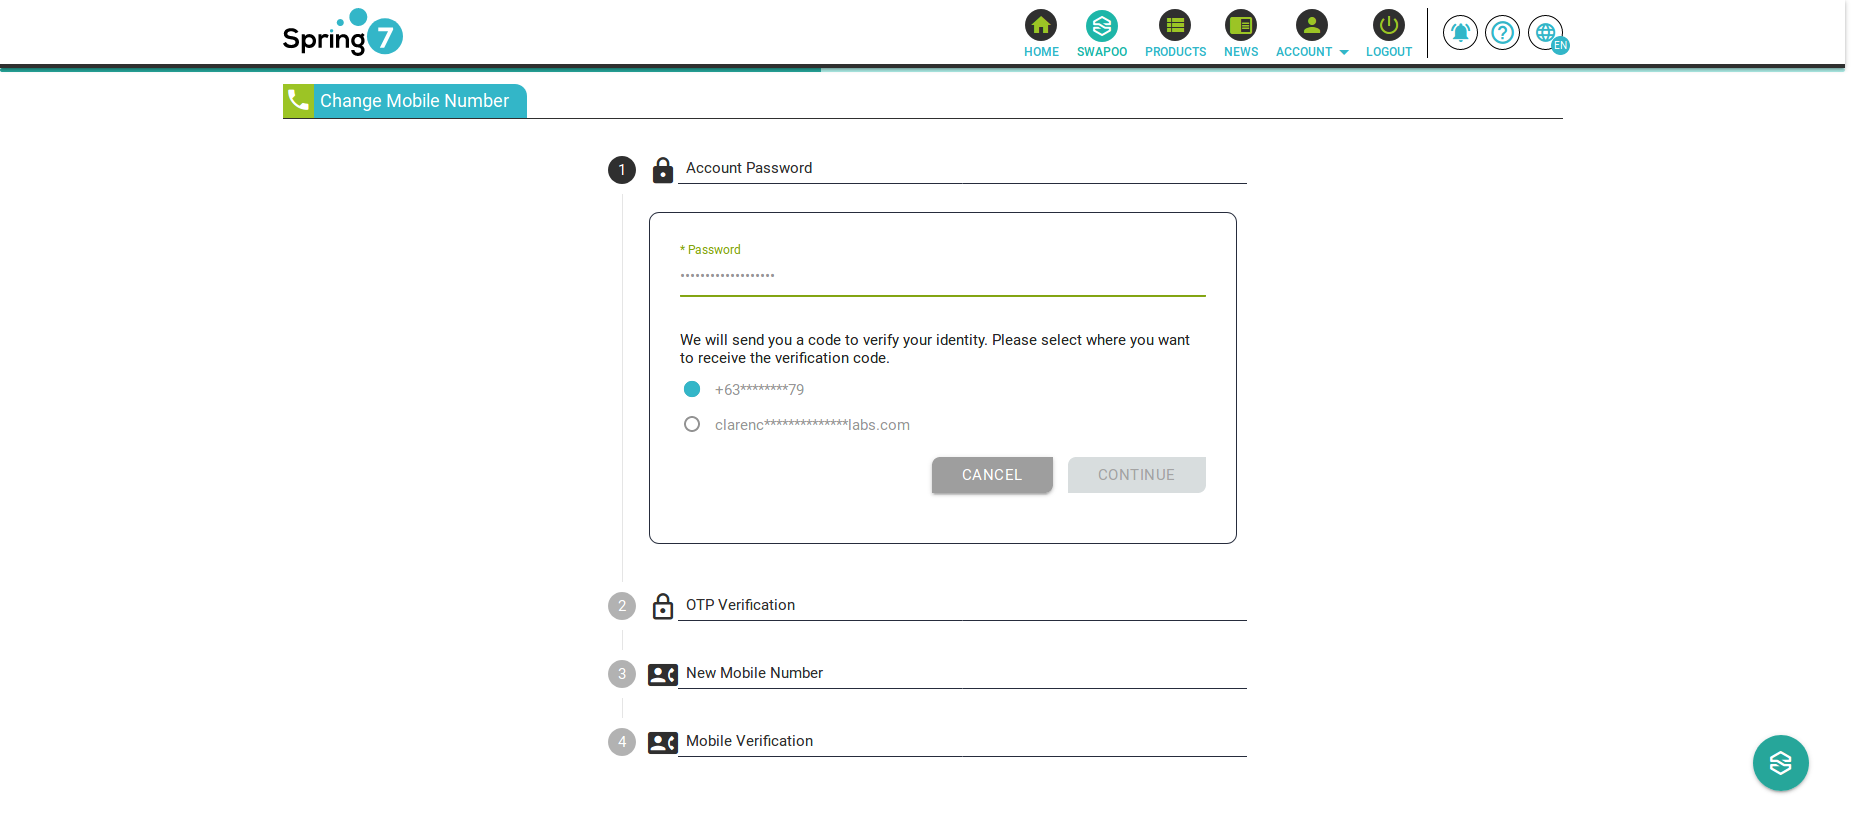 Spring 7
HOME SWAPOO PRODUCTS NEWS ACCOUNT LOGOUT EN
Change Mobile Number
1 Account Password
* Password
•••••••••••••••••••
We will send you a code to verify your identity. Please select where you want
to receive the verification code.
+63********79
clarenc**************labs.com
CANCEL CONTINUE
2 OTP Verification
3 New Mobile Number
4 Mobile Verification